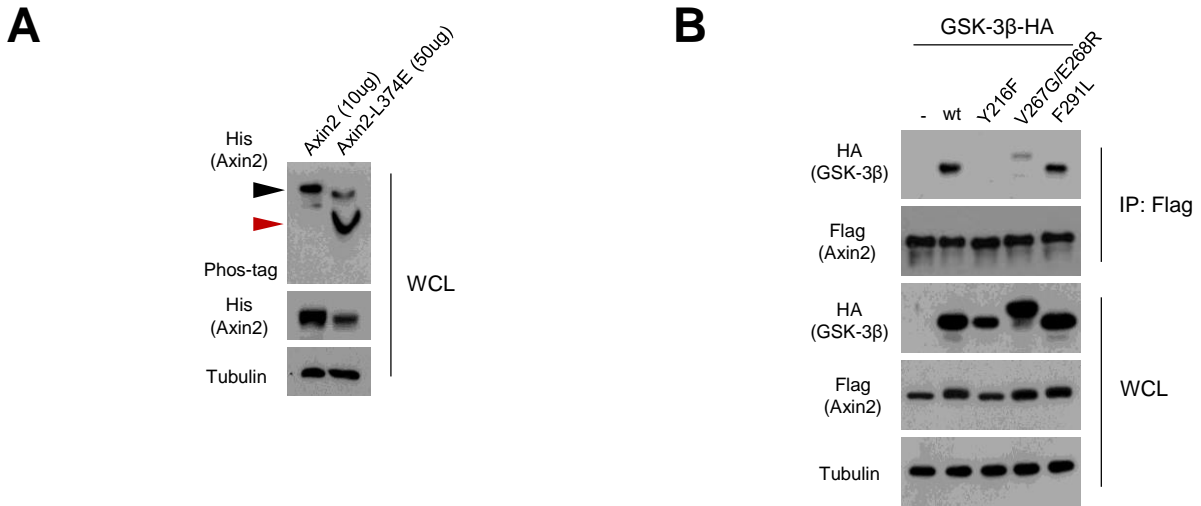 A
Axin2 (10ug)
Axin2-L374E (50ug)
His
(Axin2)
Phos-tag
His
(Axin2)
Tubulin
WCL
B
GSK-3β-HA
-
wt
Y216F
V267G/E268R
F291L
HA
(GSK-3β)
Flag
(Axin2)
IP: Flag
HA
(GSK-3β)
Flag
(Axin2)
Tubulin
WCL